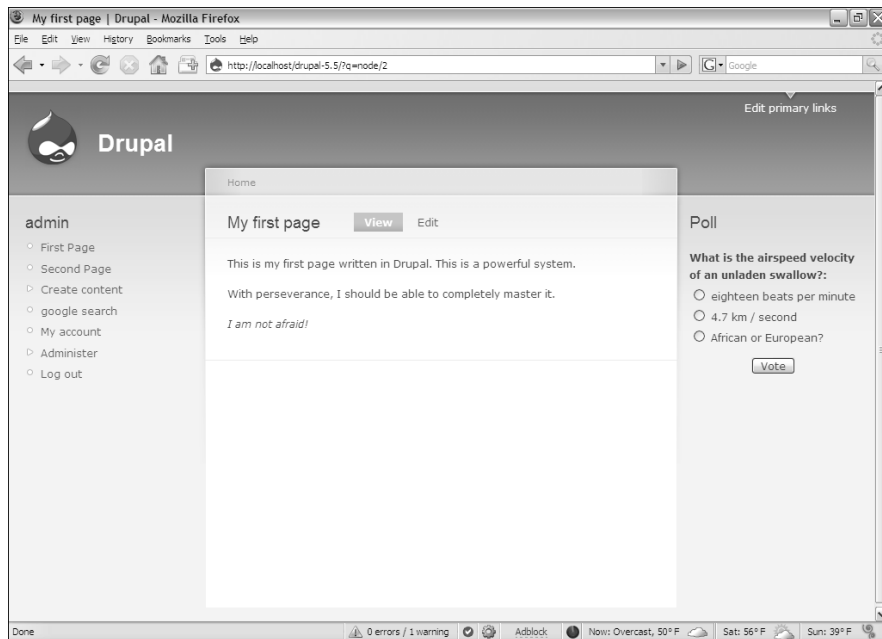 My first page | Drupal - Mozilla Firefox
File Edit View History Bookmarks Tools Help
http://localhost/drupal-5.5/?q=node/2
G Google
Edit primary links
Drupal
Home
admin
First Page
Second Page
Create content
google search
My account
Administer
Log out
My first page View Edit
This is my first page written in Drupal. This is a powerful system.
With perseverance, I should be able to completely master it.
I am not afraid!
Poll
What is the airspeed velocity
of an unladen swallow?:
eighteen beats per minute
4.7 km / second
African or European?
Vote
Done 0 errors / 1 warning Adblock Now: Overcast, 50° F Sat: 56° F Sun: 39° F